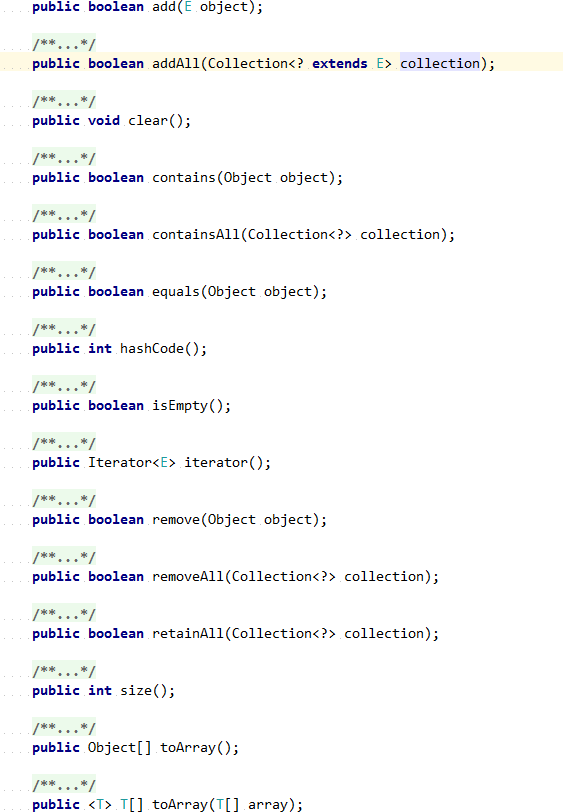 public boolean add(E object);
/**...*/
public boolean addAll(Collection<? extends E> collection);
/**...*/
public void clear();
/**...*/
public boolean contains(Object object);
/**...*/
public boolean containsAll(Collection<?> collection);
/**...*/
public boolean equals(Object object);
/**...*/
public int hashCode();
/**...*/
public boolean isEmpty();
/**...*/
public Iterator<E> iterator();
/**...*/
public boolean remove(Object object);
/**...*/
public boolean removeAll(Collection<?> collection);
/**...*/
public boolean retainAll(Collection<?> collection);
/**...*/
public int size();
/**...*/
public Object[] toArray();
/**...*/
public <T> T[] toArray(T[] array);